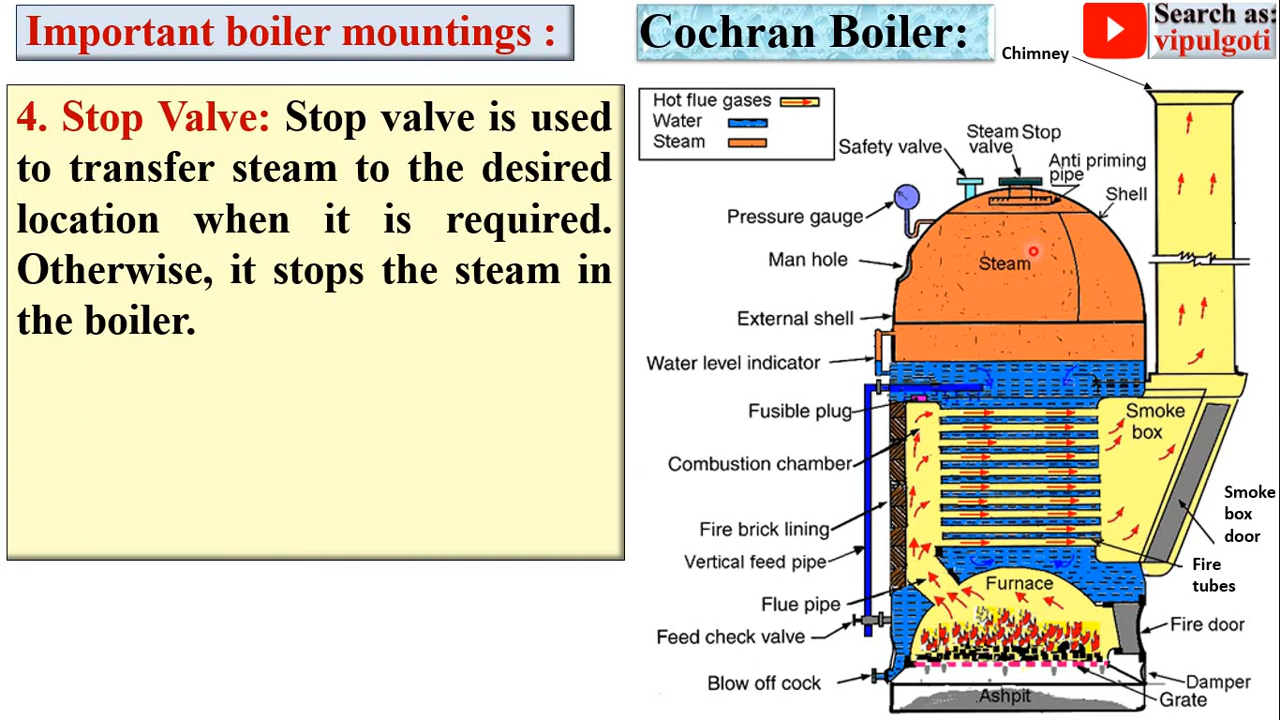 Important boiler mountings :
Cochran Boiler:
Search as:
vipulgoti
4. Stop Valve: Stop valve is used
to transfer steam to the desired
location when it is required.
Otherwise, it stops the steam in
the boiler.
Chimney
Hot flue gases
Water
Steam
Safety valve
Steam Stop
valve
Anti priming
pipe
Shell
Pressure gauge
Man hole
Steam
External shell
Water level indicator
Fusible plug
Smoke
box
Combustion chamber
Smoke
box
door
Fire brick lining
Vertical feed pipe
Fire
tubes
Furnace
Flue pipe
Feed check valve
Fire door
Blow off cock
Damper
Grate
Ashpit